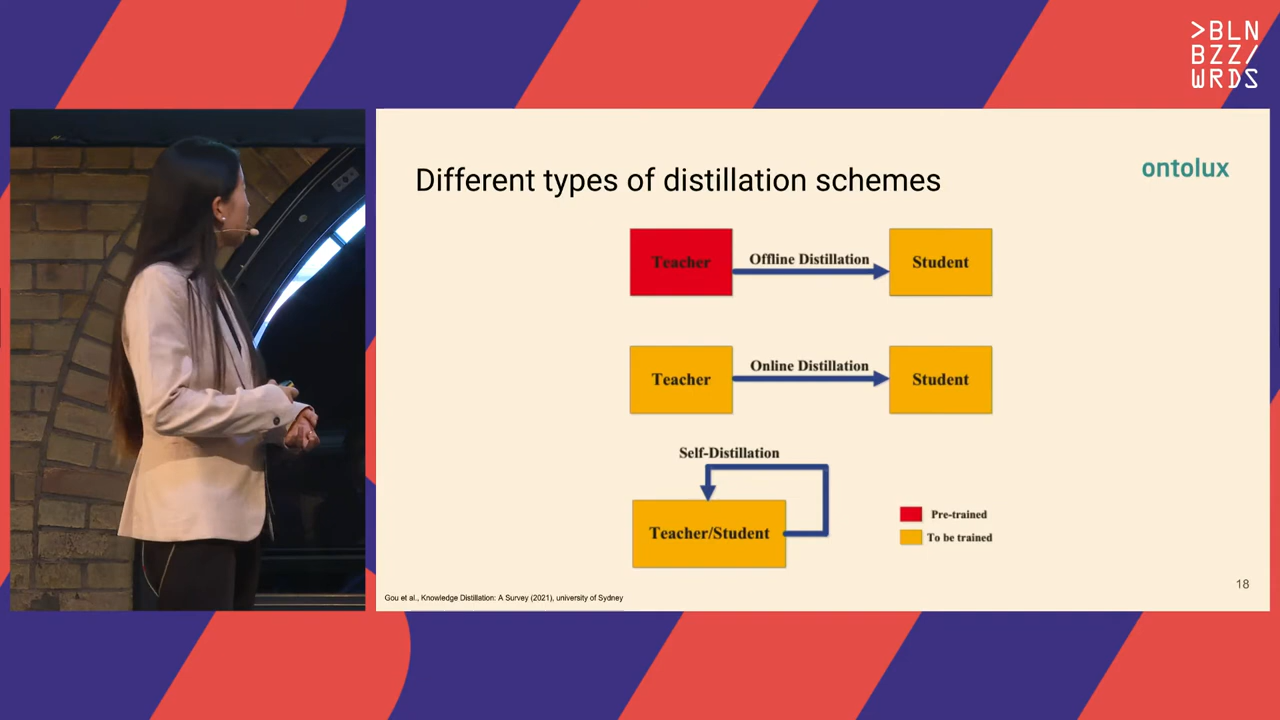 >BLN
BZZ/
WRDS
Different types of distillation schemes
ontolux
Teacher
Offline Distillation
Student
Teacher
Online Distillation
Student
Self-Distillation
Teacher/Student
Pre-trained
To be trained
18
Gou et al., Knowledge Distillation: A Survey (2021), university of Sydney